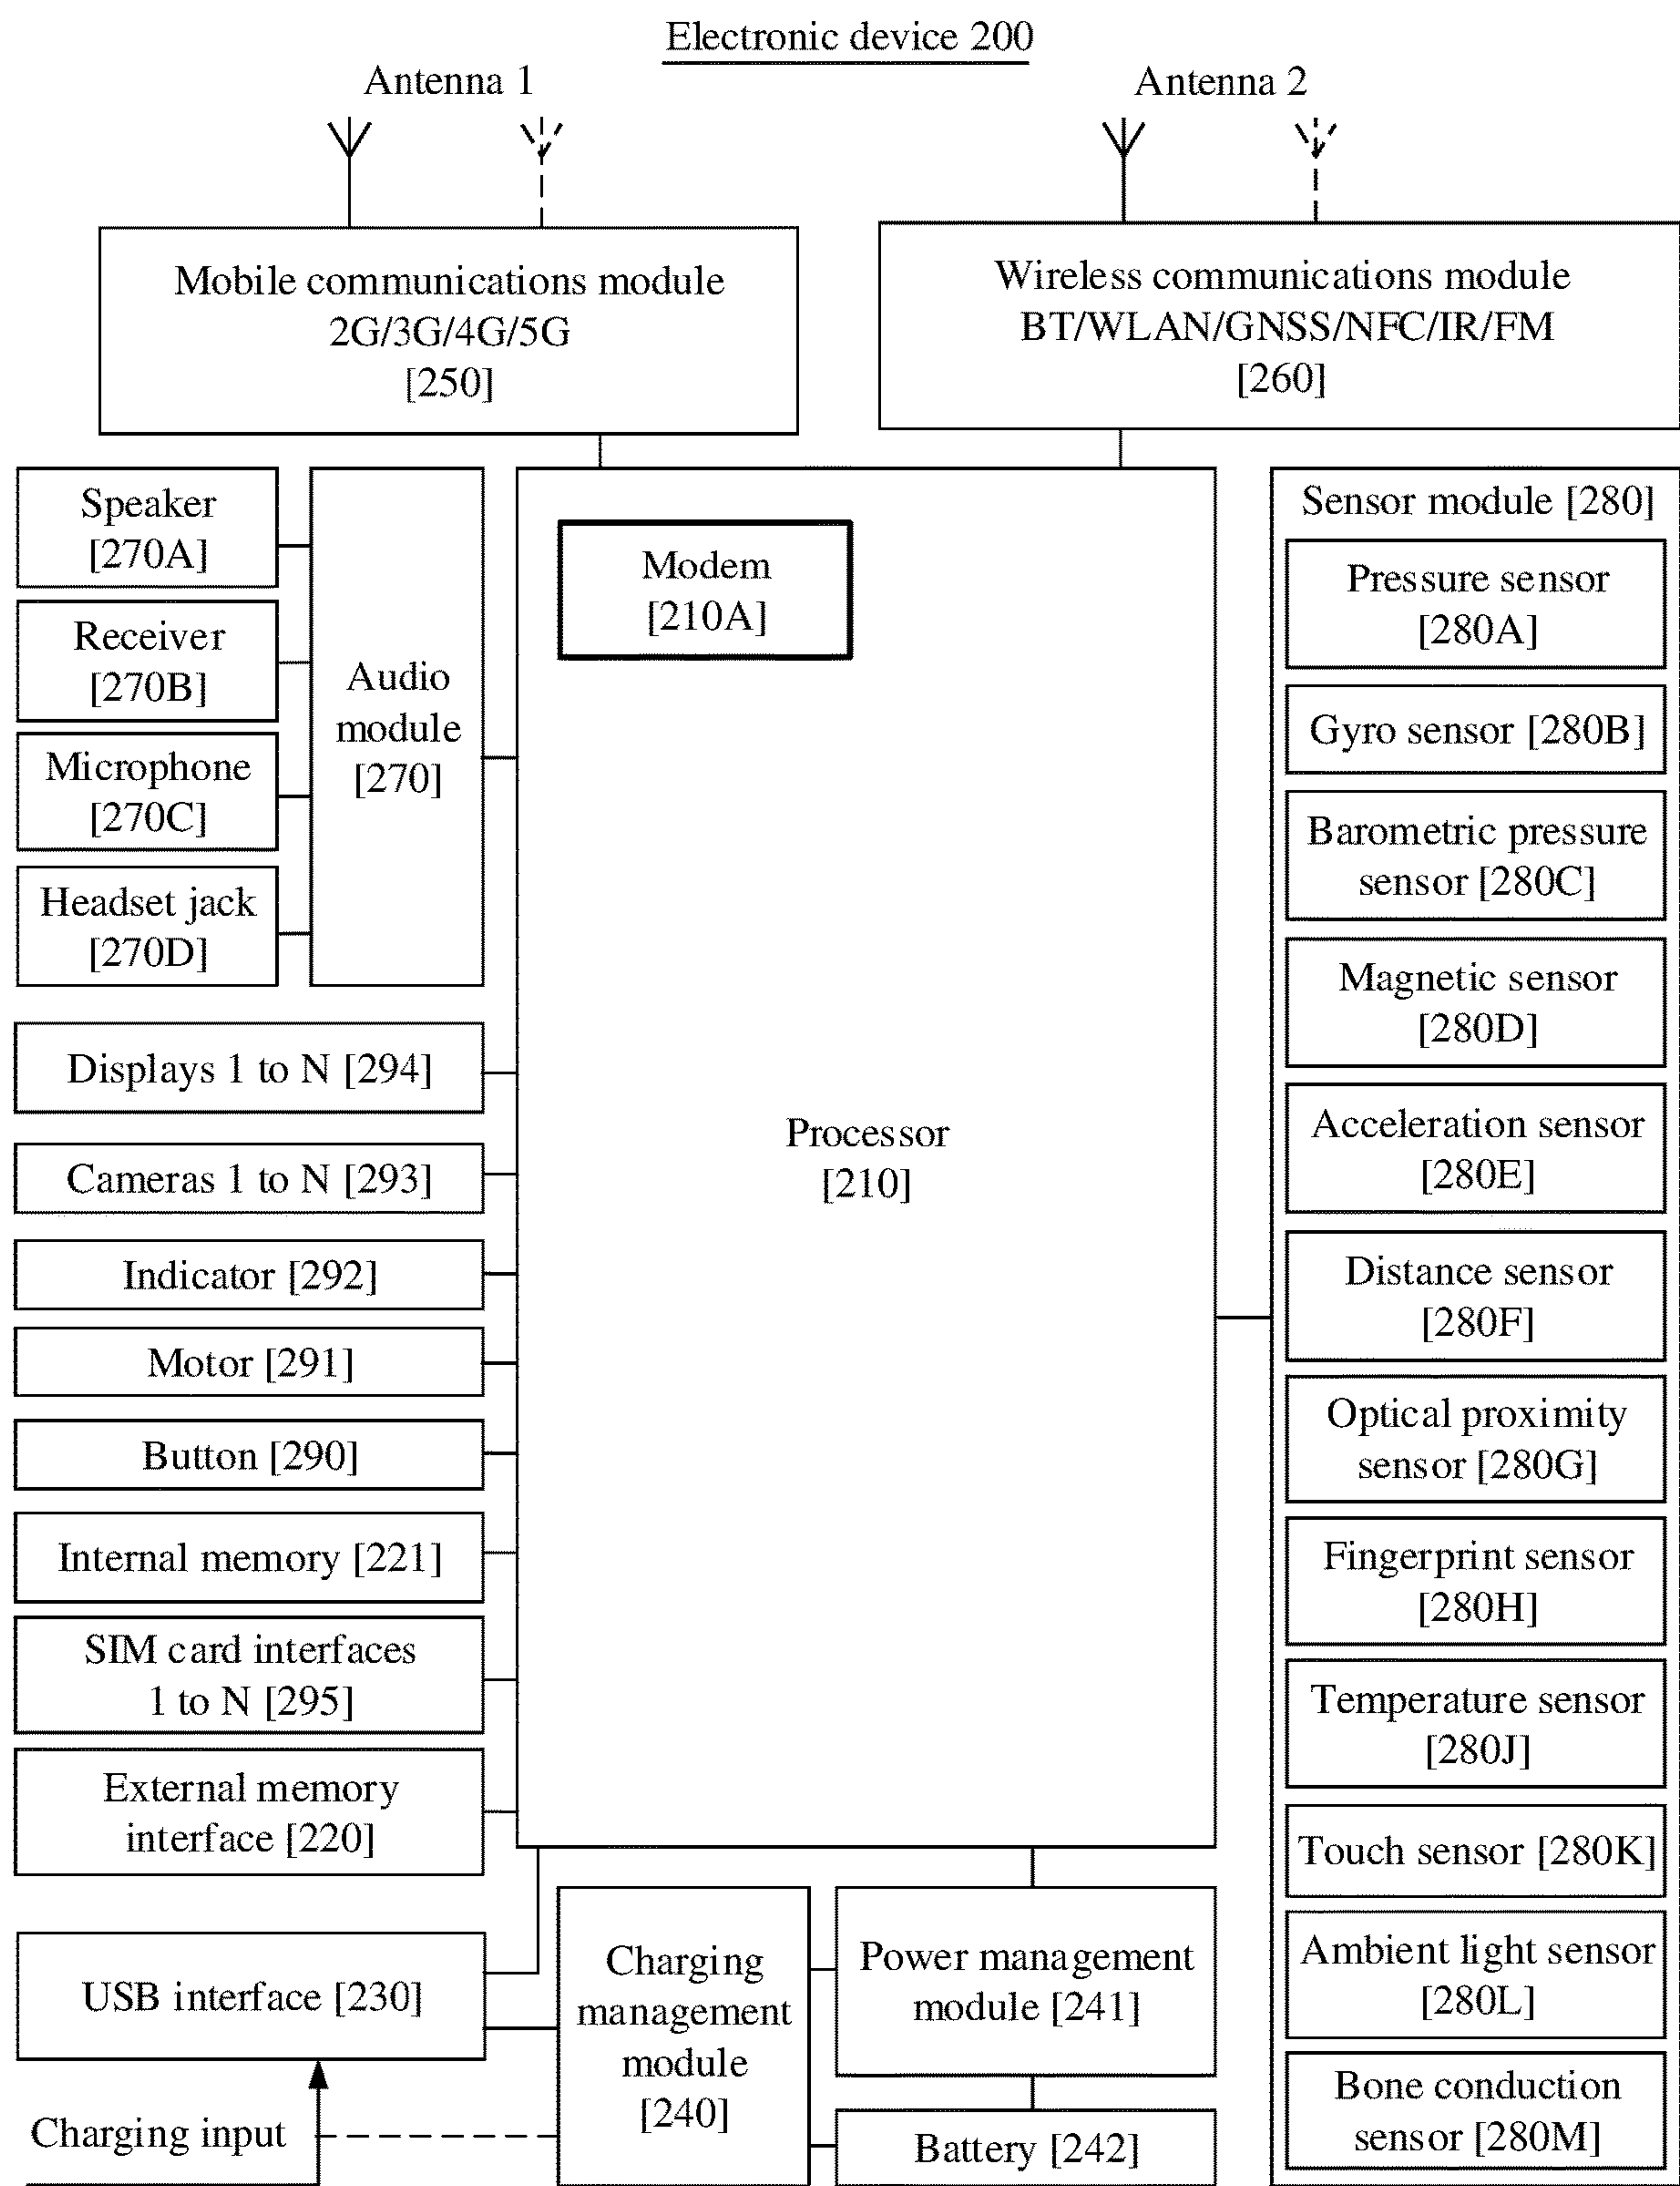 Electronic device 200
Antenna 1
Antenna 2
Mobile communications module
2G/3G/4G/5G
[250]
Wireless communications module
BT/WLAN/GNSS/NFC/IR/FM
[260]
Speaker
[270A]
Receiver
[270B]
Microphone
[270C]
Headset jack
[270D]
Audio
module
[270]
Displays 1 to N [294]
Cameras 1 to N [293]
Indicator [292]
Motor [291]
Button [290]
Internal memory [221]
SIM card interfaces
1 to N [295]
External memory
interface [220]
Modem
[210A]
Processor
[210]
Sensor module [280]
Pressure sensor
[280A]
Gyro sensor [280B]
Barometric pressure
sensor [280C]
Magnetic sensor
[280D]
Acceleration sensor
[280E]
Distance sensor
[280F]
Optical proximity
sensor [280G]
Fingerprint sensor
[280H]
Temperature sensor
[280J]
Touch sensor [280K]
Ambient light sensor
[280L]
Bone conduction
sensor [280M]
USB interface [230]
Charging input
Charging
management
module
[240]
Power management
module [241]
Battery [242]